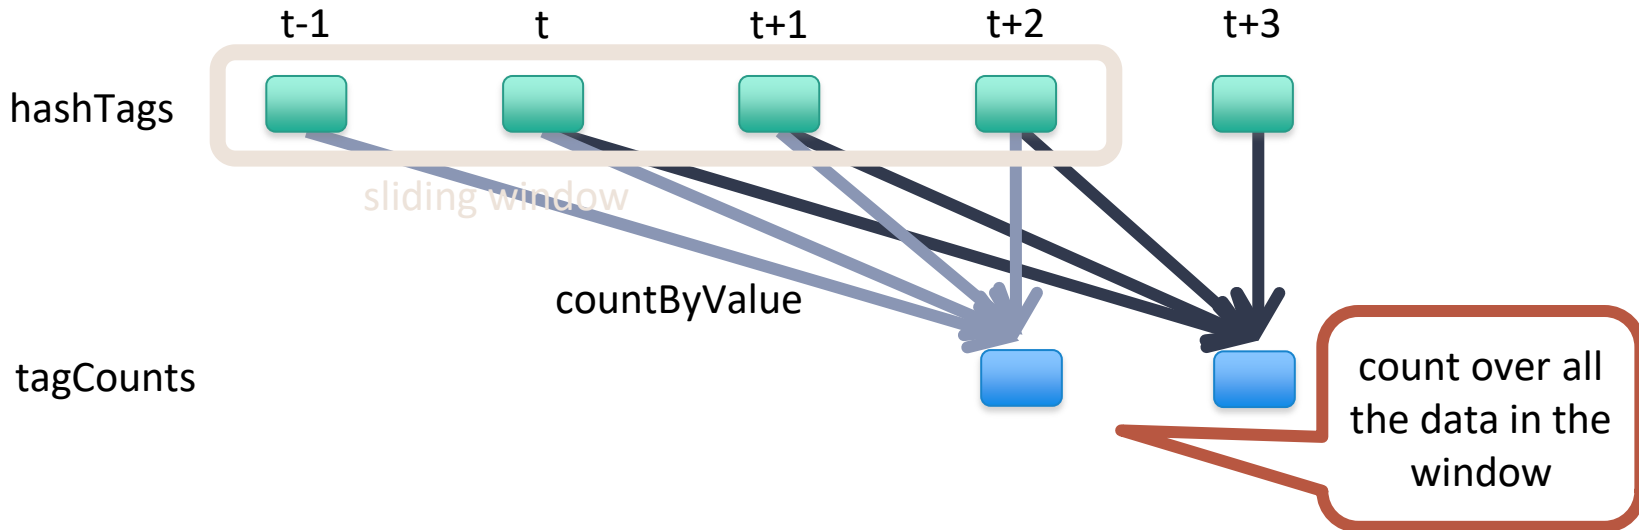 t-1 t t+1 t+2 t+3
hashTags
sliding window
countByValue
tagCounts
count over all
the data in the
window